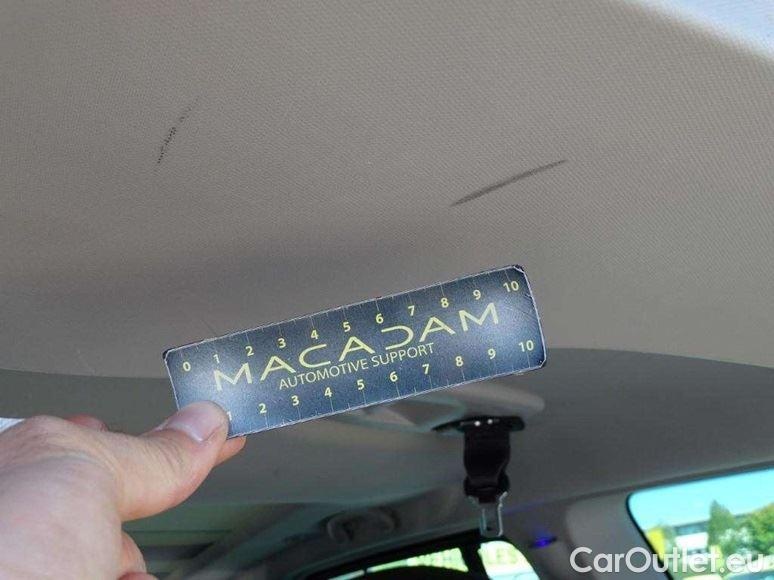 0 1 2 3 4 5 6 7 8 9 10
MACADAM
AUTOMOTIVE SUPPORT
1 2 3 4 5 6 7 8 9 10
CarOutlet.eu